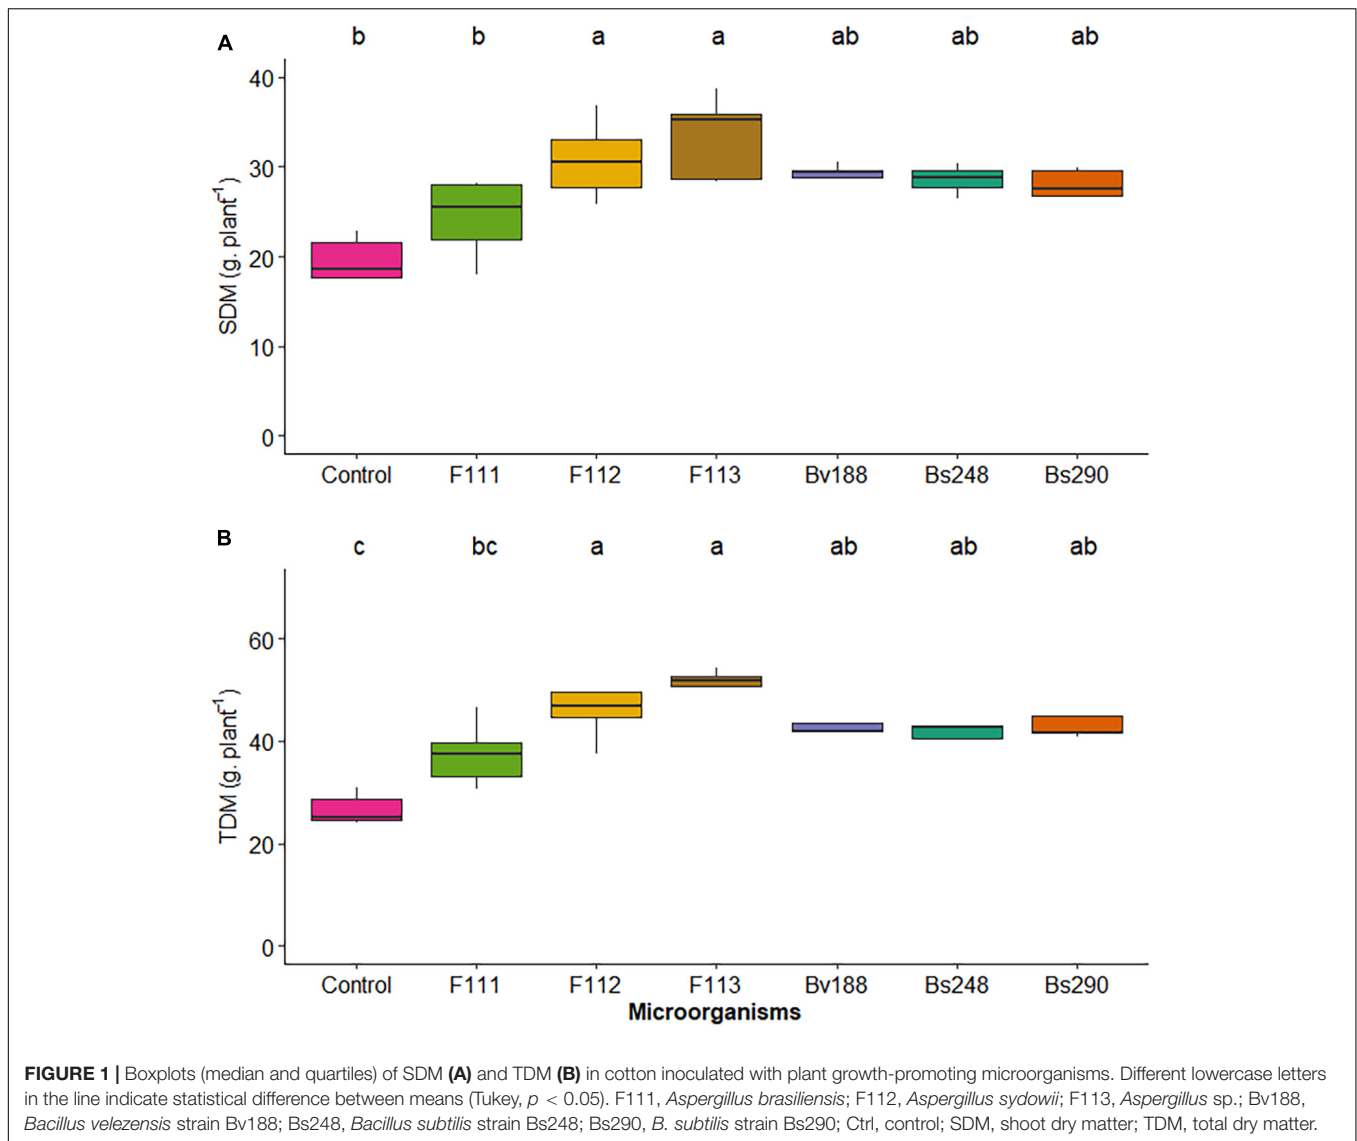 A b b a a ab ab ab
40
30
20
10
0
SDM (g. plant⁻¹)
Control F111 F112 F113 Bv188 Bs248 Bs290
B c bc a a ab ab ab
60
40
20
0
TDM (g. plant⁻¹)
Control F111 F112 F113 Bv188 Bs248 Bs290
Microorganisms
FIGURE 1 | Boxplots (median and quartiles) of SDM (A) and TDM (B) in cotton inoculated with plant growth-promoting microorganisms. Different lowercase letters
in the line indicate statistical difference between means (Tukey, p < 0.05). F111, Aspergillus brasiliensis; F112, Aspergillus sydowii; F113, Aspergillus sp.; Bv188,
Bacillus velezensis strain Bv188; Bs248, Bacillus subtilis strain Bs248; Bs290, B. subtilis strain Bs290; Ctrl, control; SDM, shoot dry matter; TDM, total dry matter.